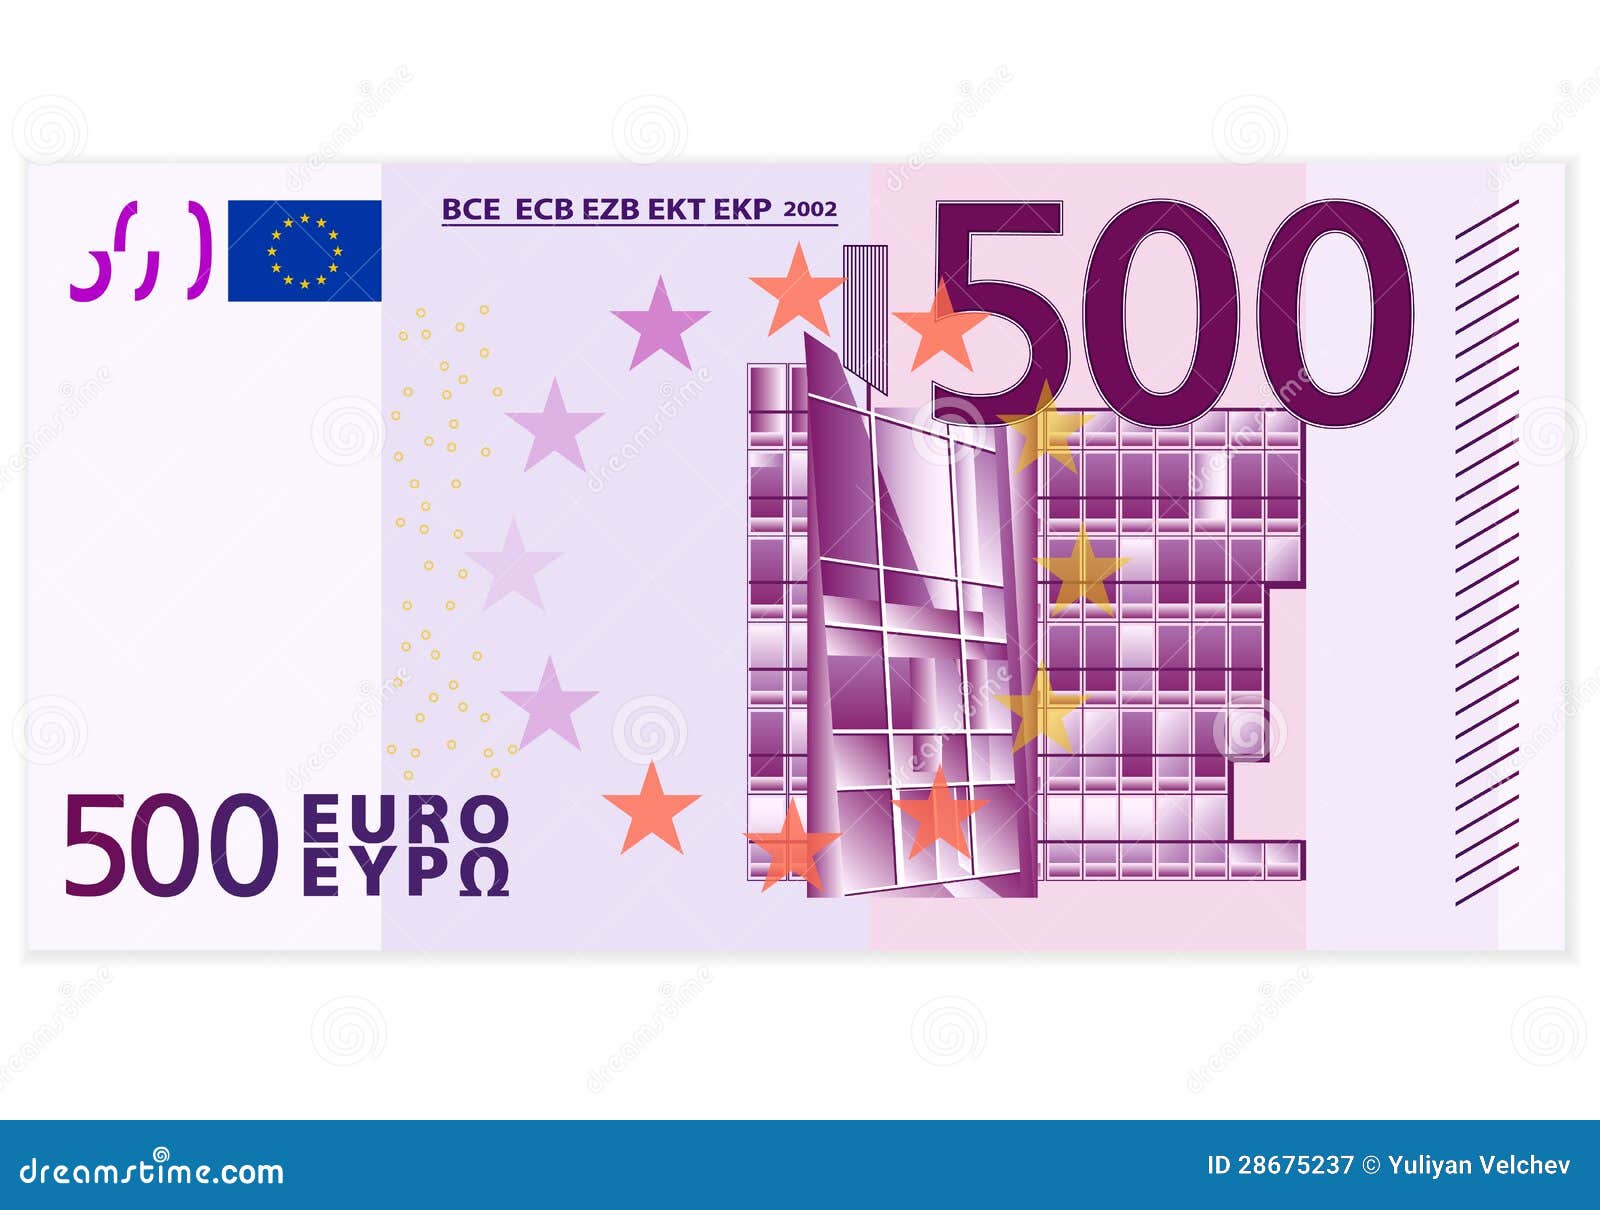 BCE ECB EZB EKT EKP 2002
500
500 EURO
EYPΩ
dreamstime.com
ID 28675237 © Yuliyan Velchev